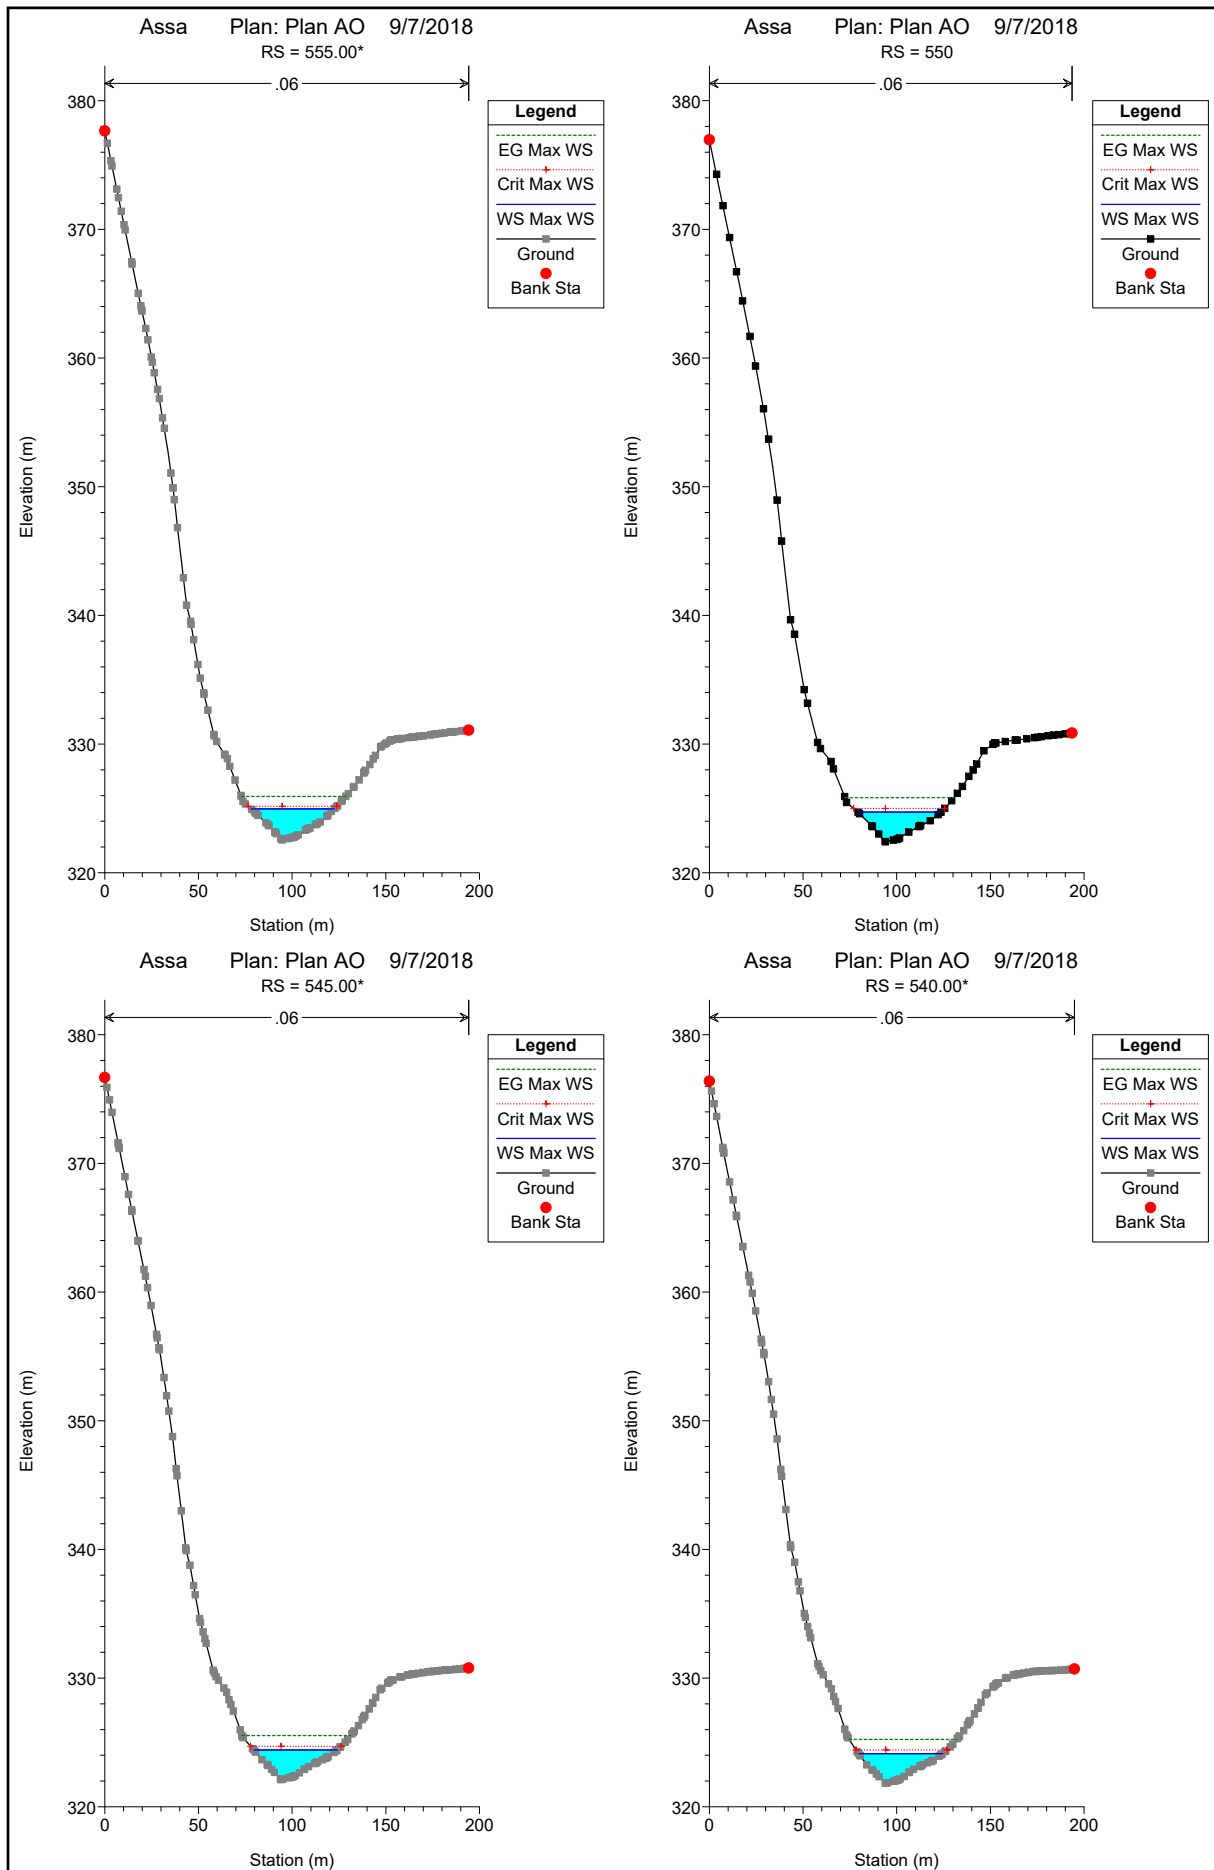 Assa Plan: Plan AO 9/7/2018
RS = 555.00*
.06
Legend
EG Max WS
Crit Max WS
WS Max WS
Ground
Bank Sta
380
370
360
350
340
330
320
Elevation (m)
0 50 100 150 200
Station (m)
Assa Plan: Plan AO 9/7/2018
RS = 550
.06
Legend
EG Max WS
Crit Max WS
WS Max WS
Ground
Bank Sta
380
370
360
350
340
330
320
Elevation (m)
0 50 100 150 200
Station (m)
Assa Plan: Plan AO 9/7/2018
RS = 545.00*
.06
Legend
EG Max WS
Crit Max WS
WS Max WS
Ground
Bank Sta
380
370
360
350
340
330
320
Elevation (m)
0 50 100 150 200
Station (m)
Assa Plan: Plan AO 9/7/2018
RS = 540.00*
.06
Legend
EG Max WS
Crit Max WS
WS Max WS
Ground
Bank Sta
380
370
360
350
340
330
320
Elevation (m)
0 50 100 150 200
Station (m)